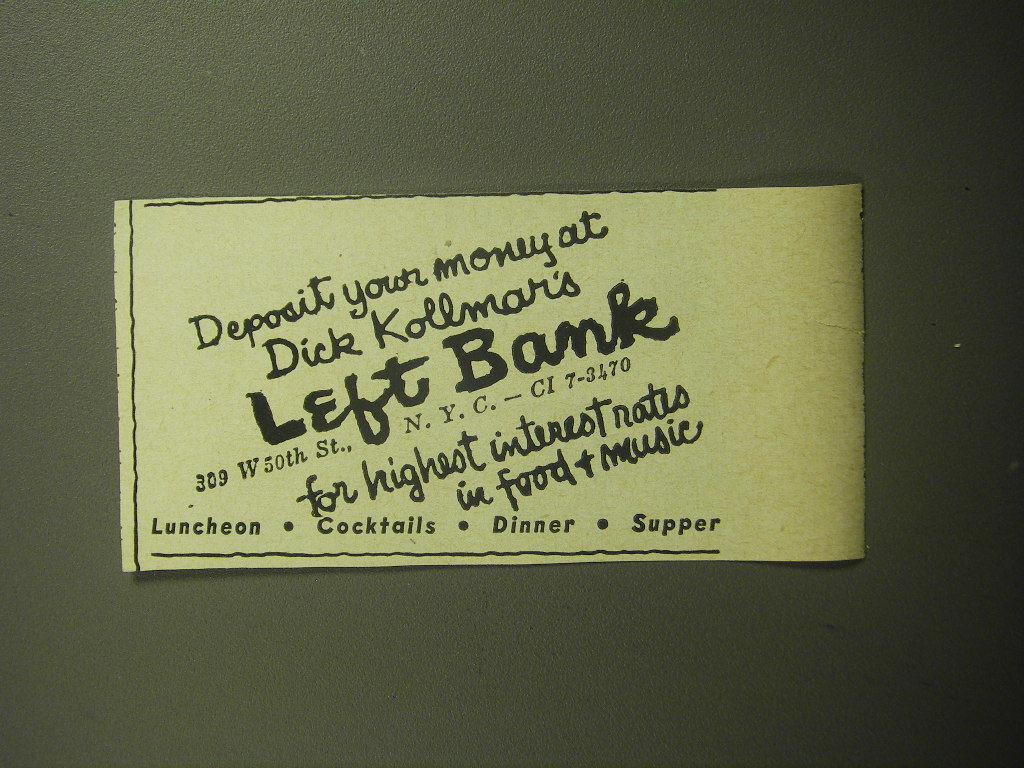 Deposit your money at
Dick Kollmar's
Left Bank
309 W 50th St., N. Y. C. — CI 7-3470
for highest interest rates
in food + music
Luncheon • Cocktails • Dinner • Supper